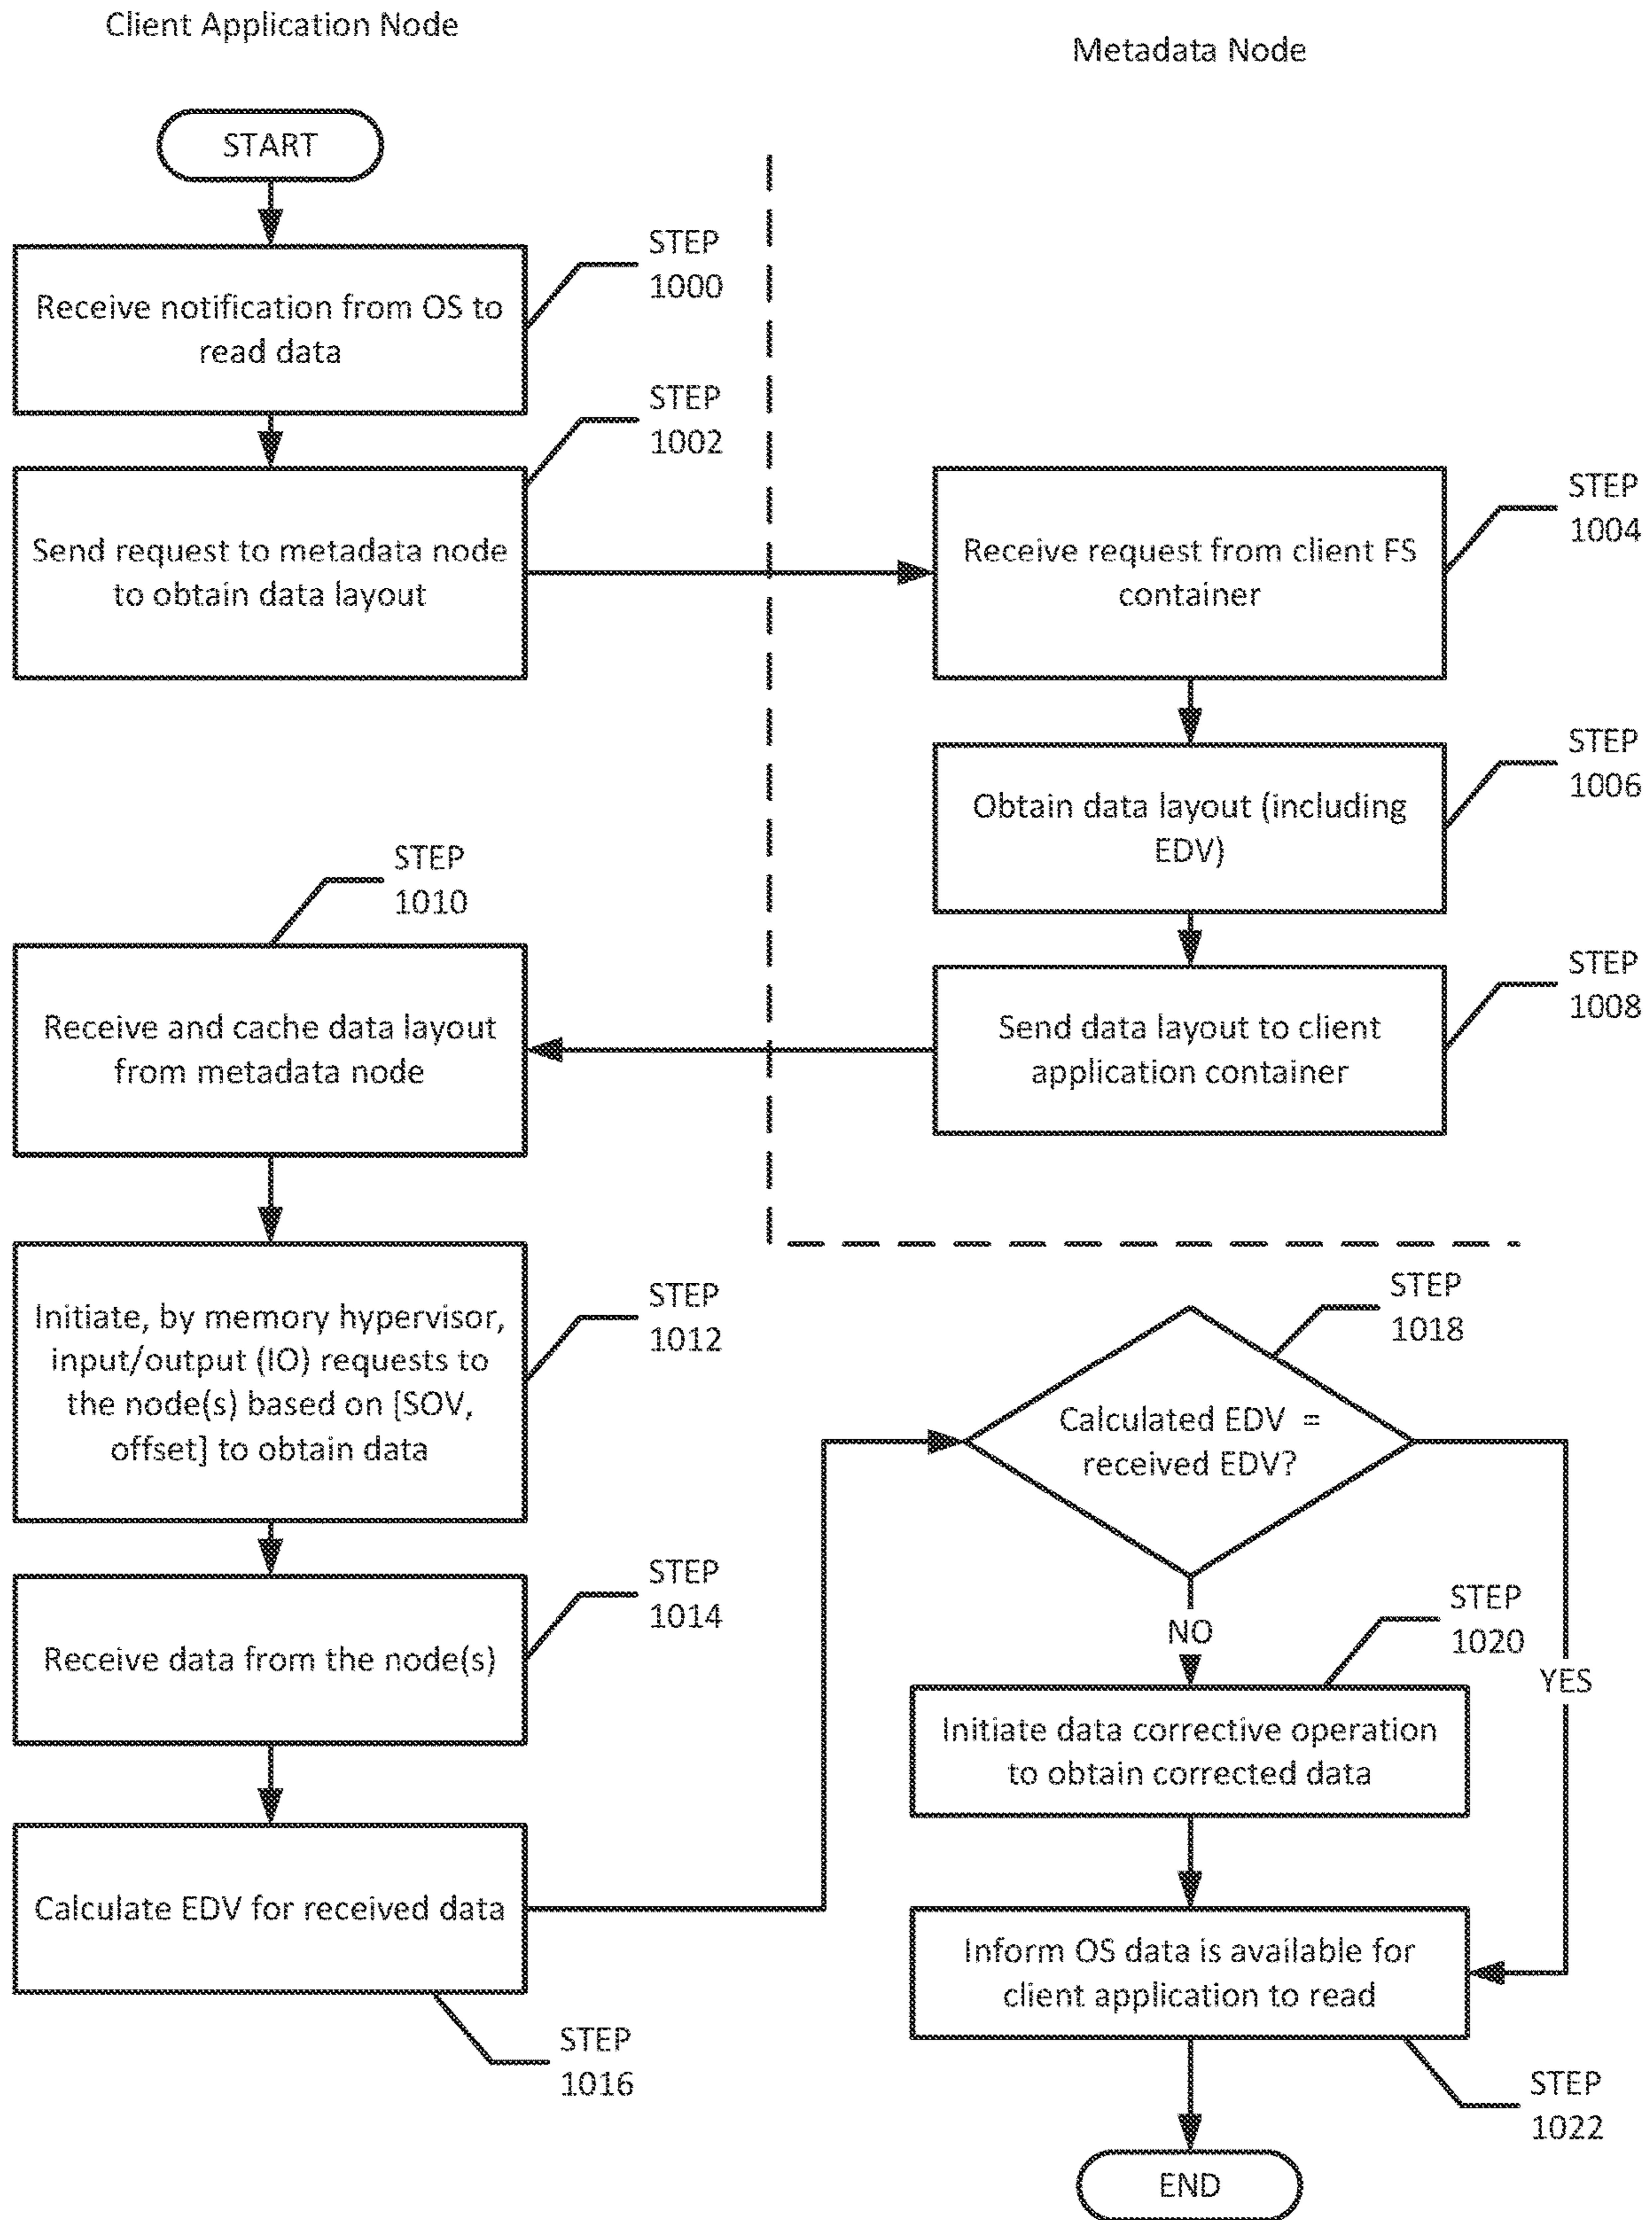 Client Application Node
Metadata Node
START
STEP
1000
Receive notification from OS to
read data
STEP
1002
Send request to metadata node
to obtain data layout
STEP
1004
Receive request from client FS
container
STEP
1006
Obtain data layout (including
EDV)
STEP
1008
Send data layout to client
application container
STEP
1010
Receive and cache data layout
from metadata node
STEP
1012
Initiate, by memory hypervisor,
input/output (IO) requests to
the node(s) based on [SOV,
offset] to obtain data
STEP
1014
Receive data from the node(s)
Calculate EDV for received data
STEP
1016
STEP
1018
Calculated EDV =
received EDV?
NO
YES
STEP
1020
Initiate data corrective operation
to obtain corrected data
Inform OS data is available for
client application to read
STEP
1022
END